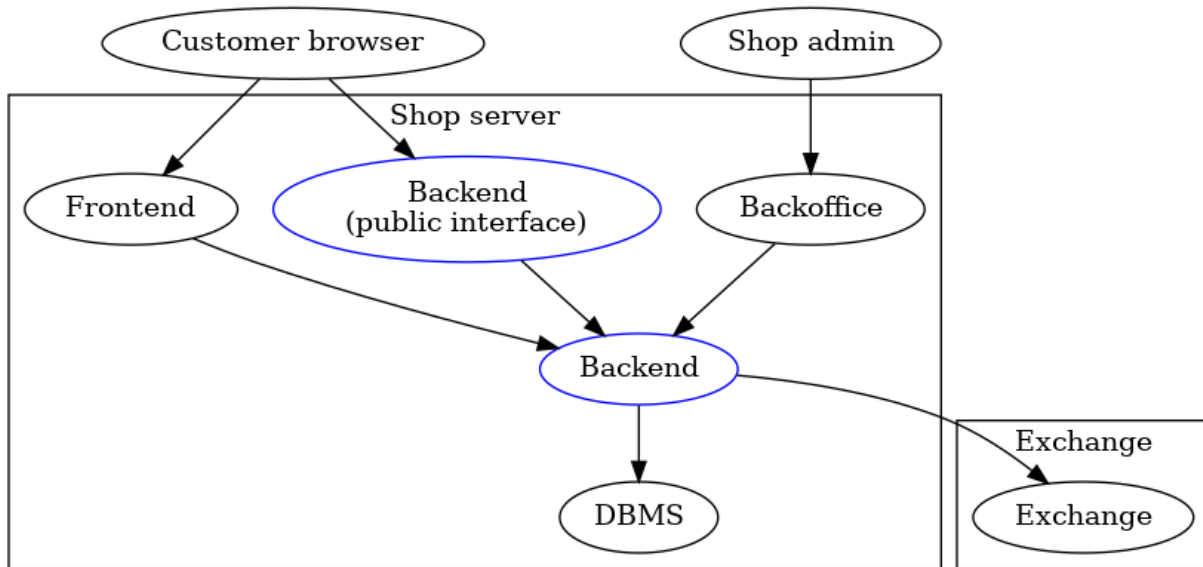 Customer browser
Shop admin
Shop server
Frontend
Backend
(public interface)
Backoffice
Backend
Exchange
DBMS
Exchange